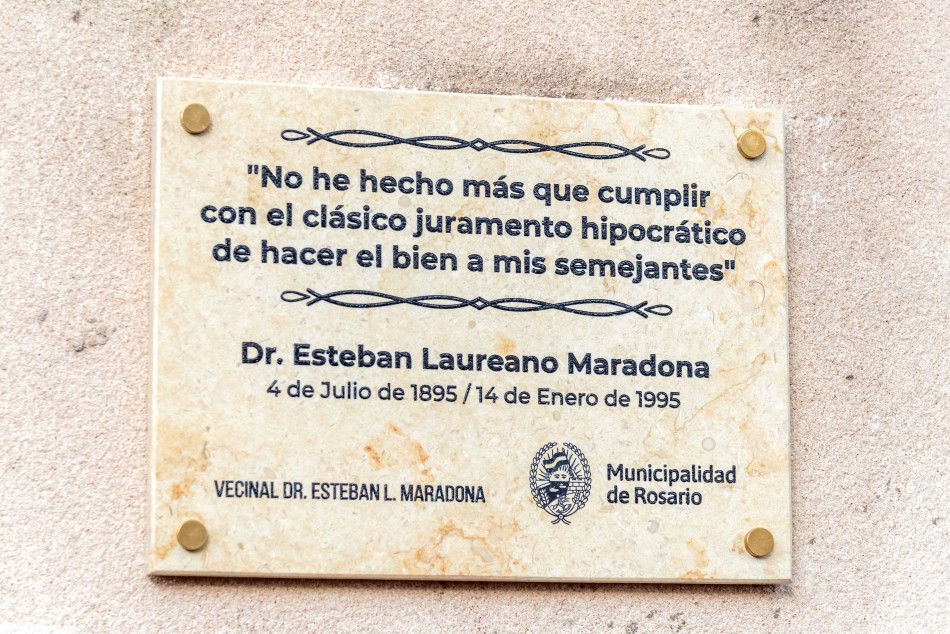 "No he hecho más que cumplir
con el clásico juramento hipocrático
de hacer el bien a mis semejantes"
Dr. Esteban Laureano Maradona
4 de Julio de 1895 / 14 de Enero de 1995
VECINAL DR. ESTEBAN L. MARADONA
Municipalidad
de Rosario